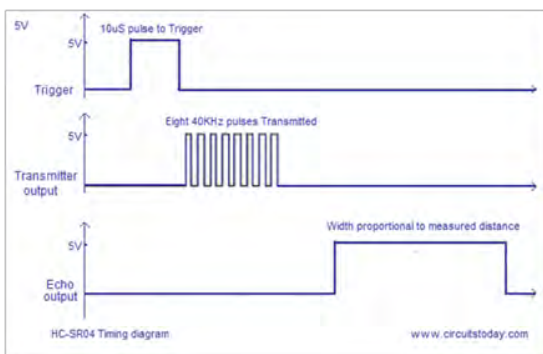 5V
10uS pulse to Trigger
5V
Trigger
Eight 40KHz pulses Transmitted
5V
Transmitter
output
Width proportional to measured distance
5V
Echo
output
HC-SR04 Timing diagram
www.circuitstoday.com